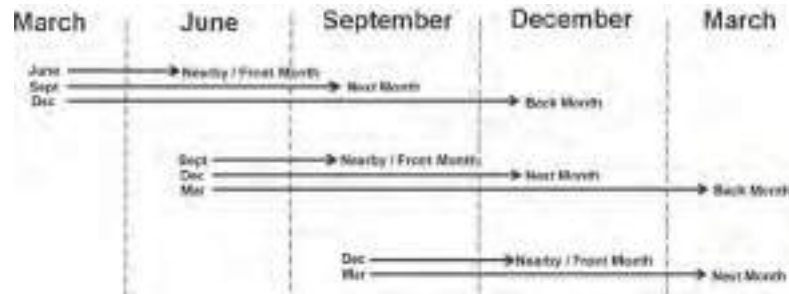 March June September December March
June Nearby / Front Month
Sept Next Month
Dec Back Month
Sept Nearby / Front Month
Dec Next Month
Mar Back Month
Dec Nearby / Front Month
Mar Next Month